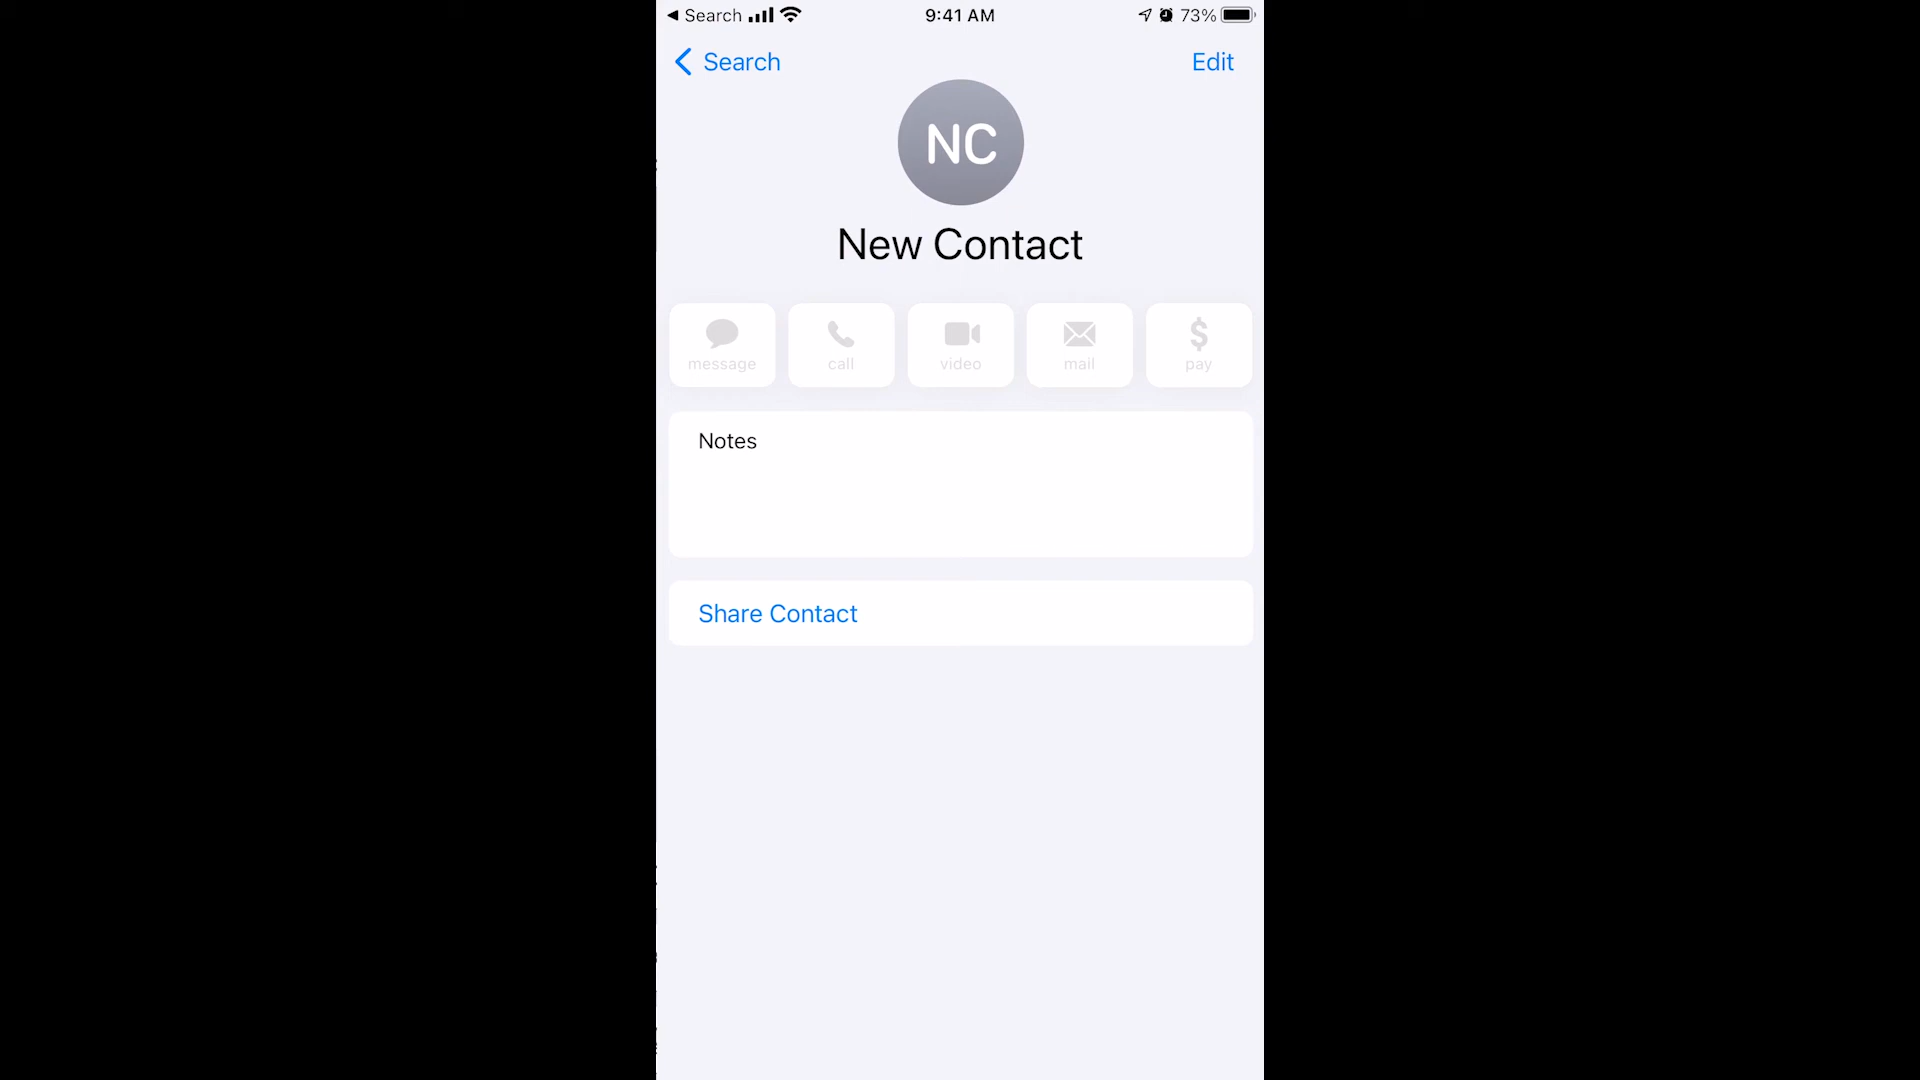 Search 9:41 AM 73%
Search Edit
NC
New Contact
message call video mail pay
Notes
Share Contact